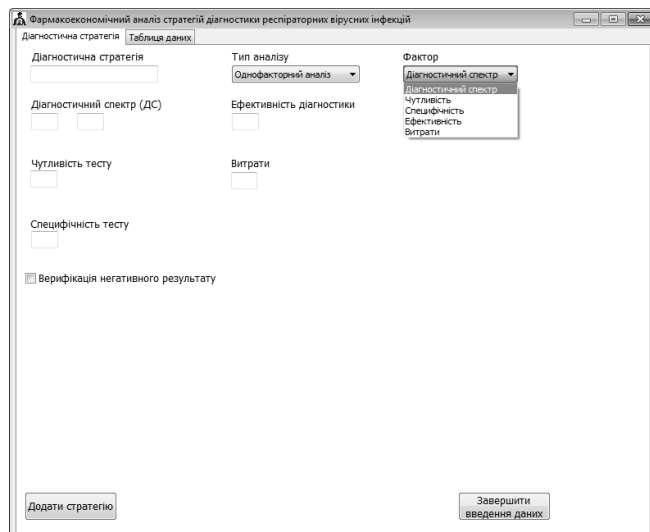 Фармакоекономічний аналіз стратегій діагностики респіраторних вірусних інфекцій
Діагностична стратегія Таблиця даних
Діагностична стратегія Тип аналізу Фактор
Однофакторний аналіз Діагностичний спектр
Діагностичний спектр
Чутливість
Специфічність
Ефективність
Витрати
Діагностичний спектр (ДС) Ефективність діагностики
Чутливість тесту Витрати
Специфічність тесту
Верифікація негативного результату
Додати стратегію
Завершити
введення даних